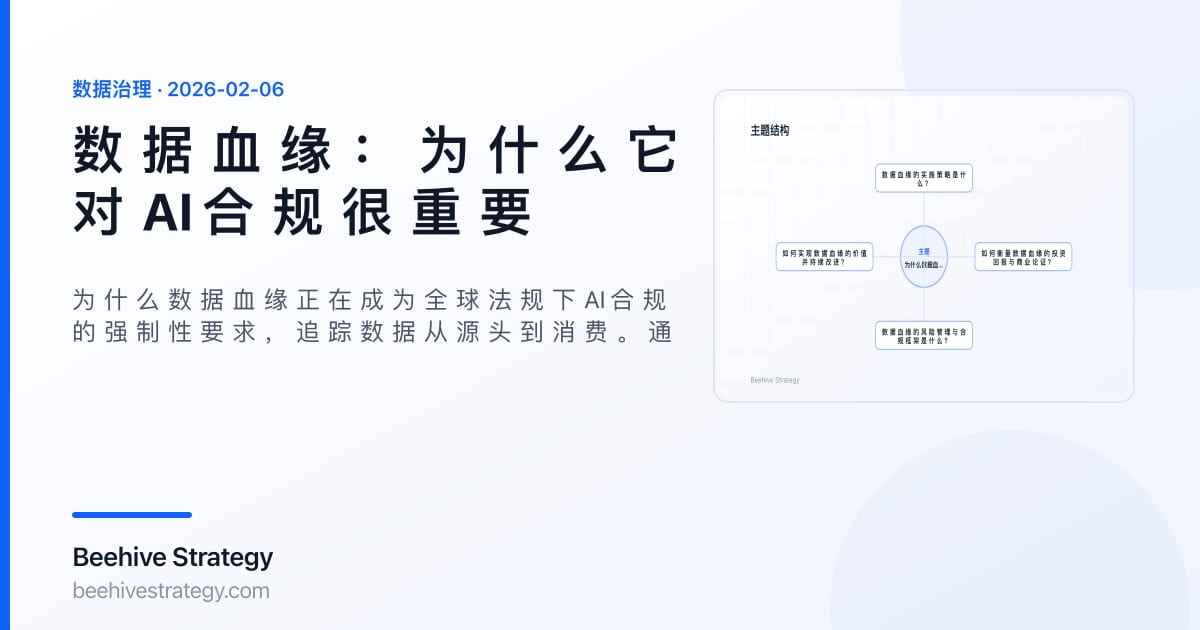 数据治理 · 2026-02-06
数据血缘：为什么它
对 AI合规很重要
为什么数据血缘正在成为全球法规下 AI合规
的强制性要求，追踪数据从源头到消费。通
主题结构
数据血缘的实施策略是什
么？
如何实现数据血缘的价值
并持续改进？
主题
为什么数据血...
如何衡量数据血缘的投资
回报与商业论证？
数据血缘的风险管理与合
规框架是什么？
Beehive Strategy
Beehive Strategy
beehivestrategy.com